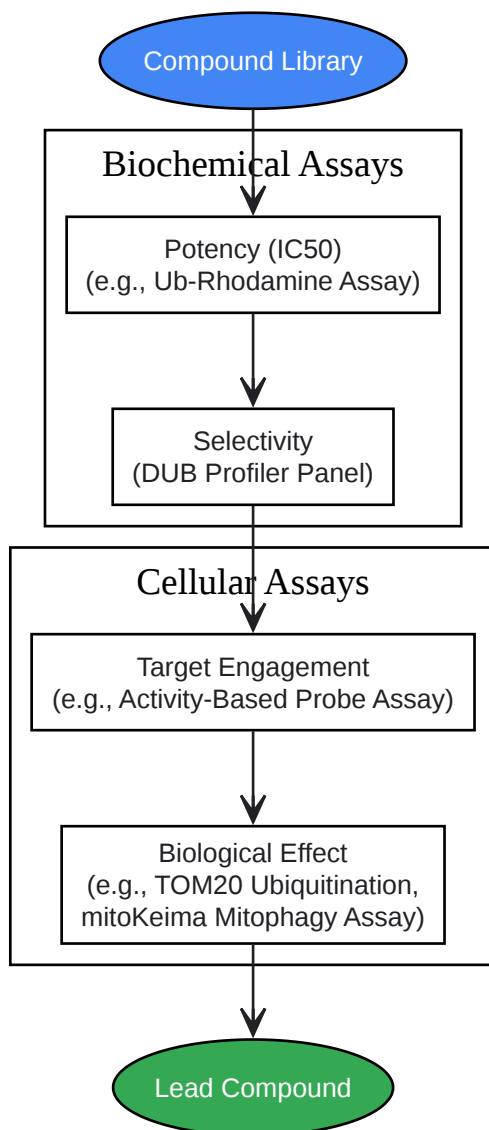 Compound Library
Biochemical Assays
Potency (IC50)
(e.g., Ub-Rhodamine Assay)
Selectivity
(DUB Profiler Panel)
Cellular Assays
Target Engagement
(e.g., Activity-Based Probe Assay)
Biological Effect
(e.g., TOM20 Ubiquitination,
mitoKeima Mitophagy Assay)
Lead Compound